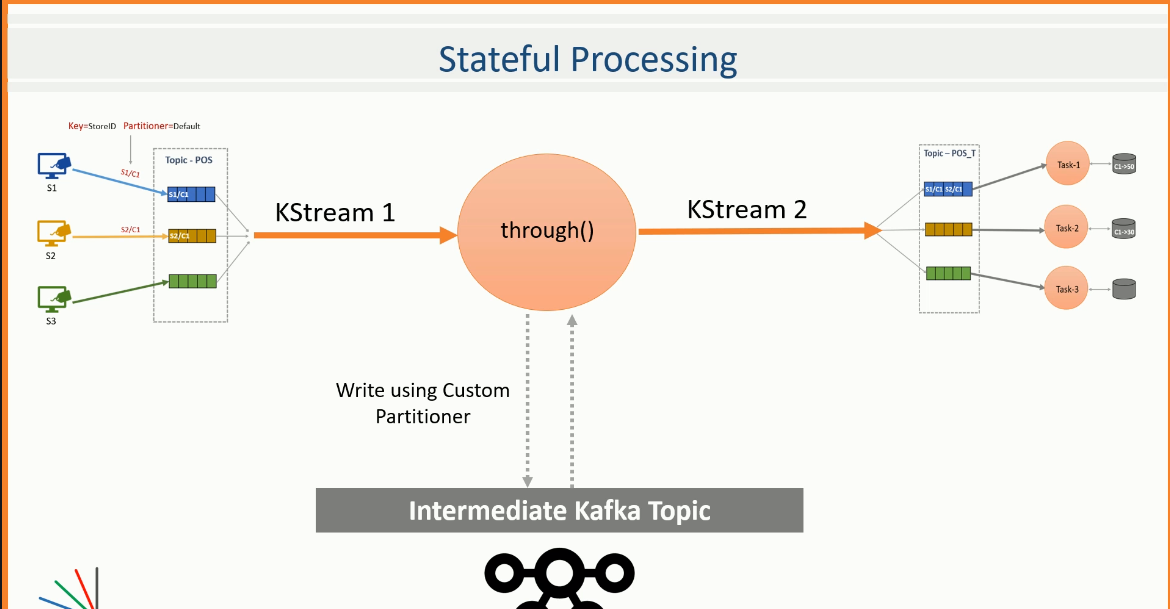 Stateful Processing
Key=StoreID Partitioner=Default
S1
S2
S3
S1/C1
S2/C1
Topic - POS
S1/C1
S2/C1
KStream 1
through()
KStream 2
Topic – POS_T
S1/C1 S2/C1
Task-1
Task-2
Task-3
C1->50
C1->30
Write using Custom
Partitioner
Intermediate Kafka Topic